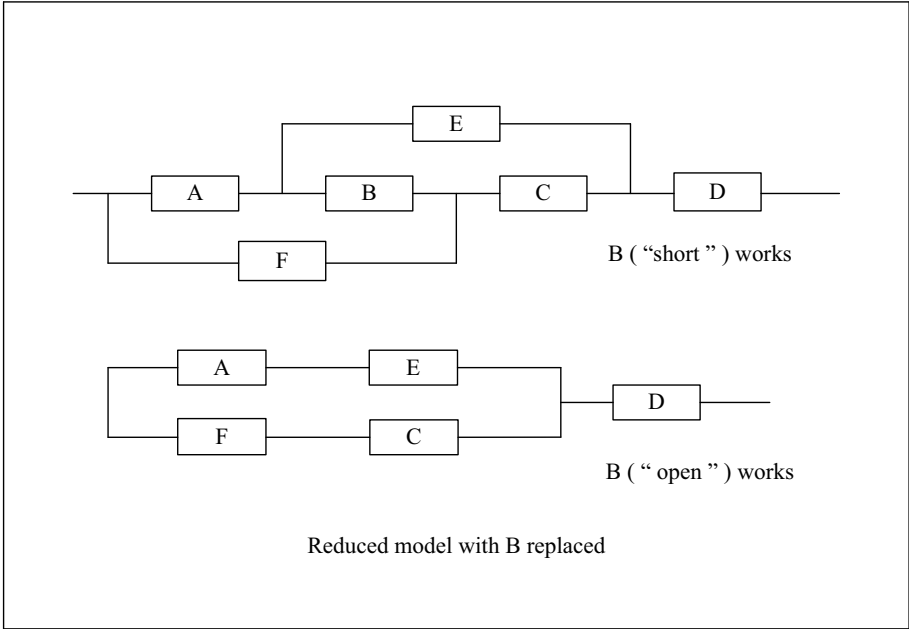 E
A B C D
F
B ( “short ” ) works
A E
D
F C
B ( “ open ” ) works
Reduced model with B replaced